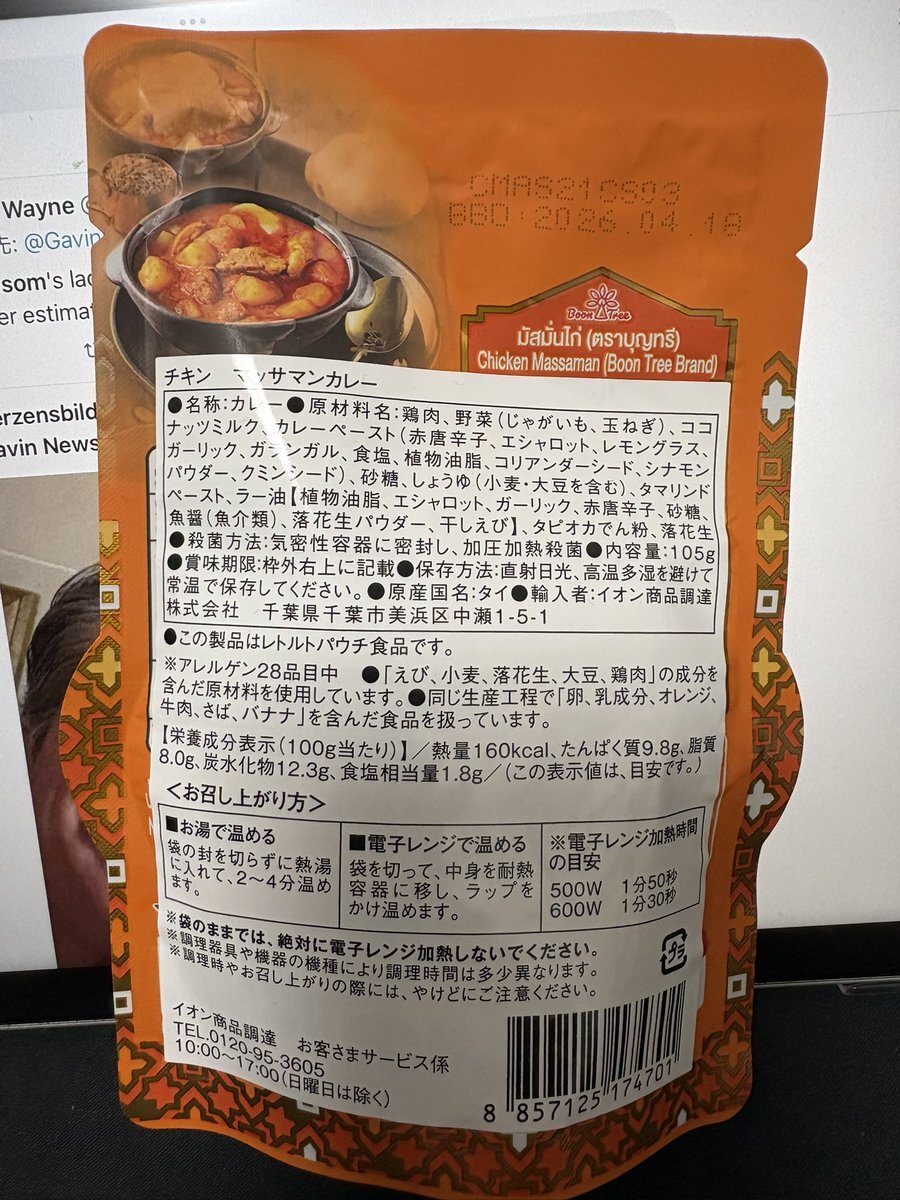 Wayne
先: @Gavin
som's lac
er estimat
erzensbild
avin News
CMAS210993
BBD: 2026.04.18
Boon Tree
มัสมั่นไก่ (ตราบุญทรี)
Chicken Massaman (Boon Tree Brand)
チキン マッサマンカレー
●名称:カレー●原材料名:鶏肉、野菜(じゃがいも、玉ねぎ)、ココ
ナッツミルク、カレーペースト(赤唐辛子、エシャロット、レモングラス、
ガーリック、ガランガル、食塩、植物油脂、コリアンダーシード、シナモン
パウダー、クミンシード)、砂糖、しょうゆ(小麦・大豆を含む)、タマリンド
ペースト、ラー油【植物油脂、エシャロット、ガーリック、赤唐辛子、砂糖、
魚醤(魚介類)、落花生パウダー、干しえび】、タピオカでん粉、落花生
●殺菌方法:気密性容器に密封し、加圧加熱殺菌●内容量:105g
●賞味期限:枠外右上に記載●保存方法:直射日光、高温多湿を避けて
常温で保存してください。●原産国名:タイ●輸入者:イオン商品調達
株式会社 千葉県千葉市美浜区中瀬1-5-1
●この製品はレトルトパウチ食品です。
※アレルゲン28品目中 ●「えび、小麦、落花生、大豆、鶏肉」の成分を
含んだ原材料を使用しています。●同じ生産工程で「卵、乳成分、オレンジ、
牛肉、さば、バナナ」を含んだ食品を扱っています。
【栄養成分表示(100g当たり)】/熱量160kcal、たんぱく質9.8g、脂質
8.0g、炭水化物12.3g、食塩相当量1.8g/(この表示値は、目安です。)
<お召し上がり方>
■お湯で温める
袋の封を切らずに熱湯
に入れて、2〜4分温め
ます。
■電子レンジで温める
袋を切って、中身を耐熱
容器に移し、ラップを
かけ温めます。
※電子レンジ加熱時間
の目安
500W 1分50秒
600W 1分30秒
※袋のままでは、絶対に電子レンジ加熱しないでください。
※調理器具や機器の機種により調理時間は多少異なります。
※調理時やお召し上がりの際には、やけどにご注意ください。
プラ
イオン商品調達 お客さまサービス係
TEL.0120-95-3605
10:00〜17:00(日曜日は除く)
8 857125 174701